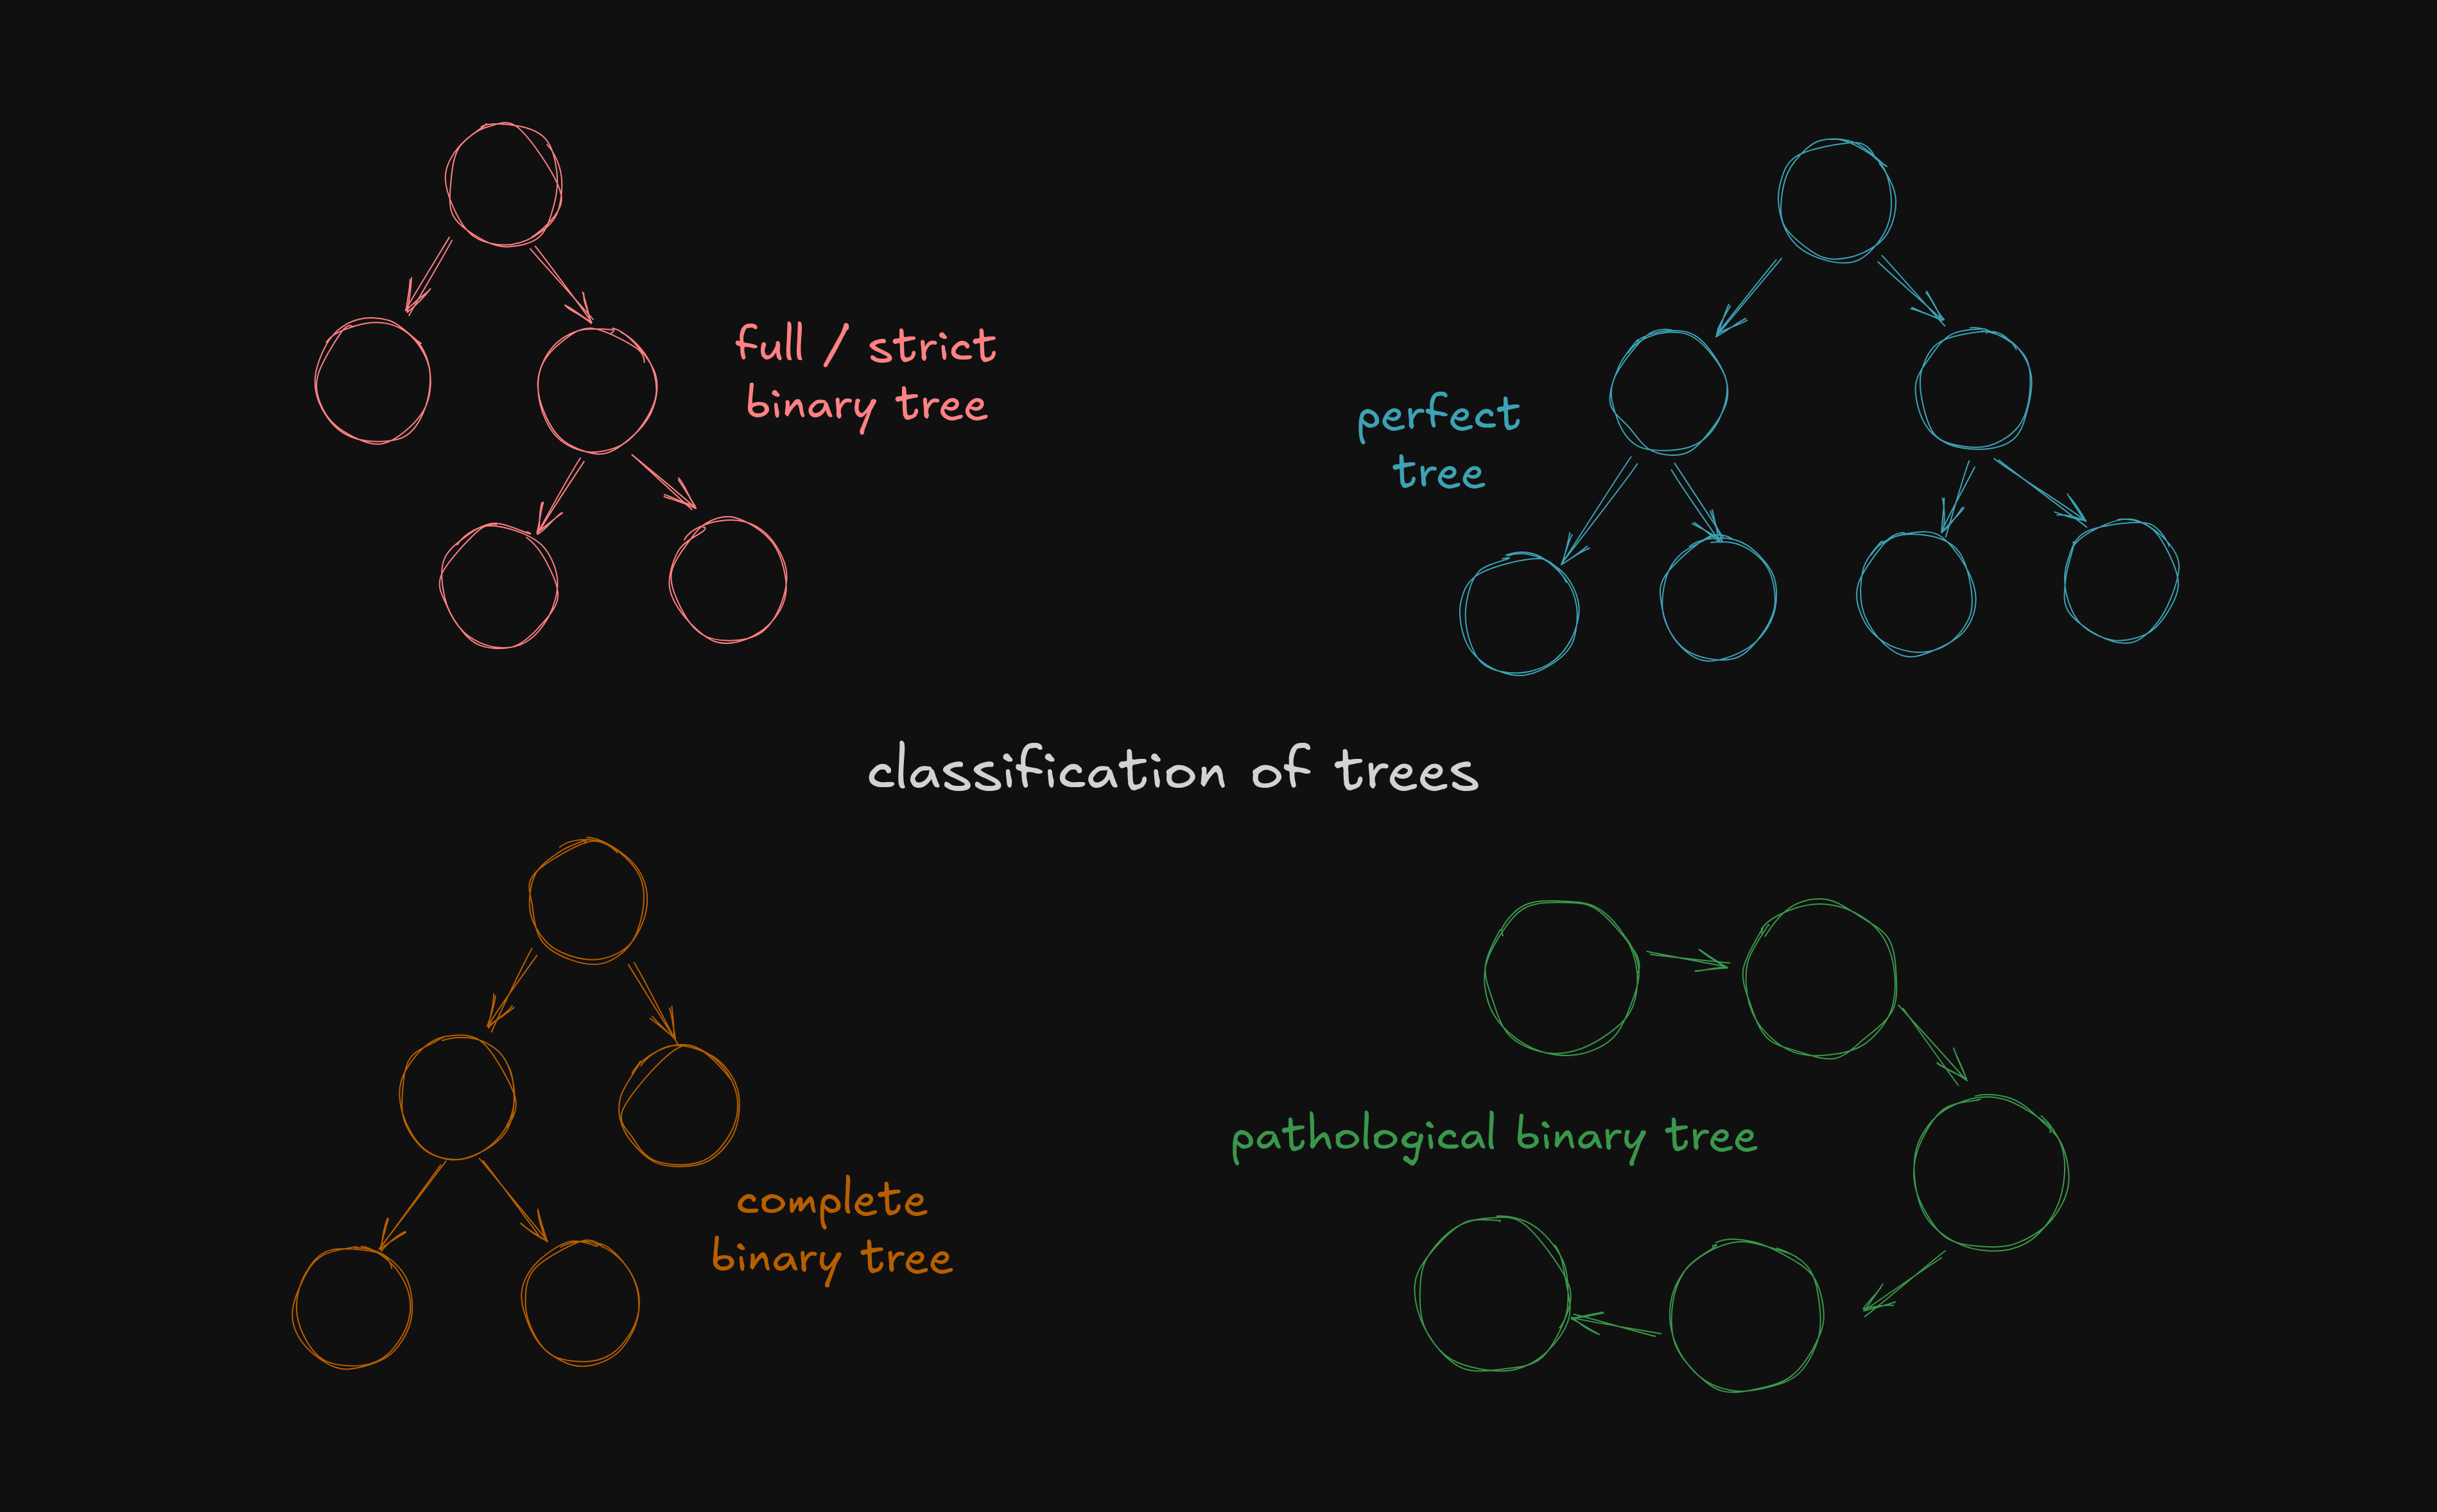 full / strict
binary tree
perfect
tree
classification of trees
complete
binary tree
pathological binary tree